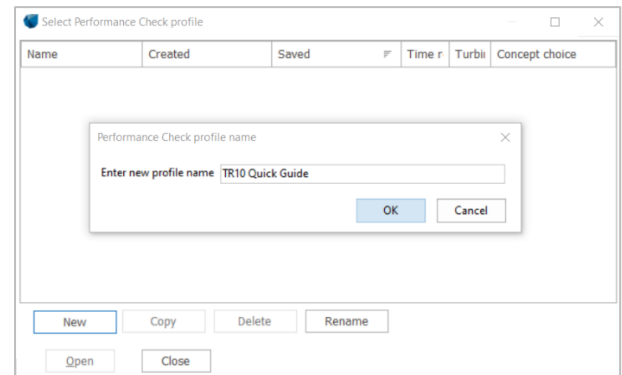 Select Performance Check profile
Name Created Saved Time r Turbi Concept choice
Performance Check profile name
Enter new profile name TR10 Quick Guide
OK Cancel
New Copy Delete Rename
Open Close